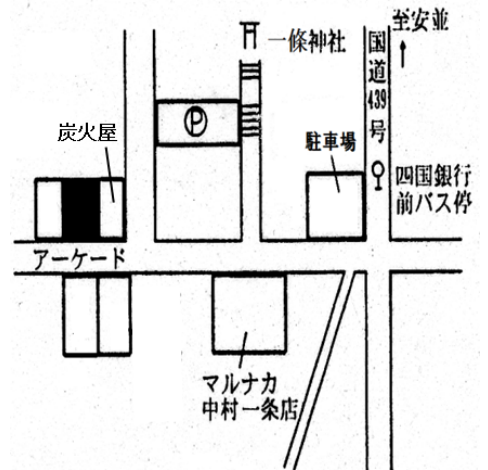 至安並
一條神社
国道439号
P
炭火屋
駐車場
四国銀行
前バス停
アーケード
マルナカ
中村一条店